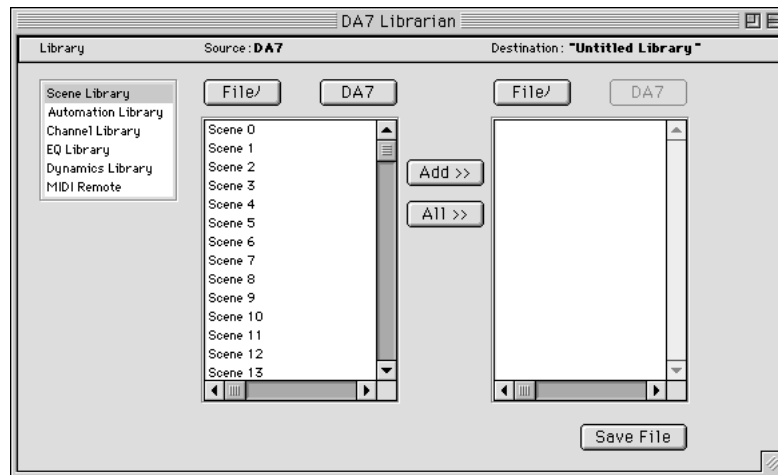 DA7 Librarian
Library
Source: DA7
Destination: "Untitled Library"
Scene Library
Automation Library
Channel Library
EQ Library
Dynamics Library
MIDI Remote
File/
DA7
Scene 0
Scene 1
Scene 2
Scene 3
Scene 4
Scene 5
Scene 6
Scene 7
Scene 8
Scene 9
Scene 10
Scene 11
Scene 12
Scene 13
Add >>
All >>
File/
DA7
Save File